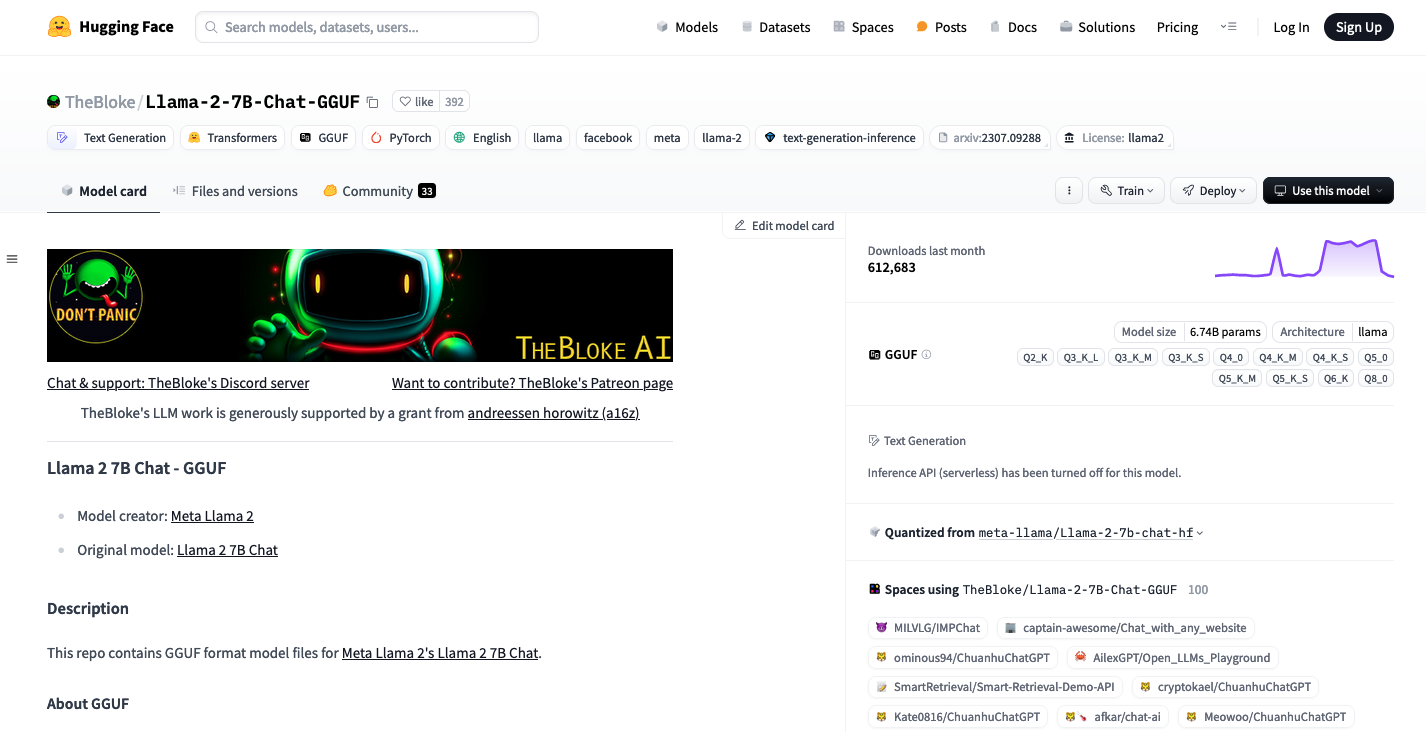 Hugging Face
Search models, datasets, users...
Models Datasets Spaces Posts Docs Solutions Pricing Log In Sign Up
TheBloke/Llama-2-7B-Chat-GGUF like 392
Text Generation Transformers GGUF PyTorch English llama facebook meta llama-2 text-generation-inference arxiv:2307.09288 License: llama2
Model card Files and versions Community 33
Train Deploy Use this model
Edit model card
DON'T PANIC
THEBLOKE AI
Chat & support: TheBloke's Discord server Want to contribute? TheBloke's Patreon page
TheBloke's LLM work is generously supported by a grant from andreessen horowitz (a16z)
Llama 2 7B Chat - GGUF
Model creator: Meta Llama 2
Original model: Llama 2 7B Chat
Description
This repo contains GGUF format model files for Meta Llama 2's Llama 2 7B Chat.
About GGUF
Downloads last month
612,683
Model size 6.74B params Architecture llama
GGUF
Q2_K Q3_K_L Q3_K_M Q3_K_S Q4_0 Q4_K_M Q4_K_S Q5_0
Q5_K_M Q5_K_S Q6_K Q8_0
Text Generation
Inference API (serverless) has been turned off for this model.
Quantized from meta-llama/Llama-2-7b-chat-hf
Spaces using TheBloke/Llama-2-7B-Chat-GGUF 100
MILVLG/IMPChat captain-awesome/Chat_with_any_website
ominous94/ChuanhuChatGPT AilexGPT/Open_LLMs_Playground
SmartRetrieval/Smart-Retrieval-Demo-API cryptokael/ChuanhuChatGPT
Kate0816/ChuanhuChatGPT afkar/chat-ai Meowoo/ChuanhuChatGPT